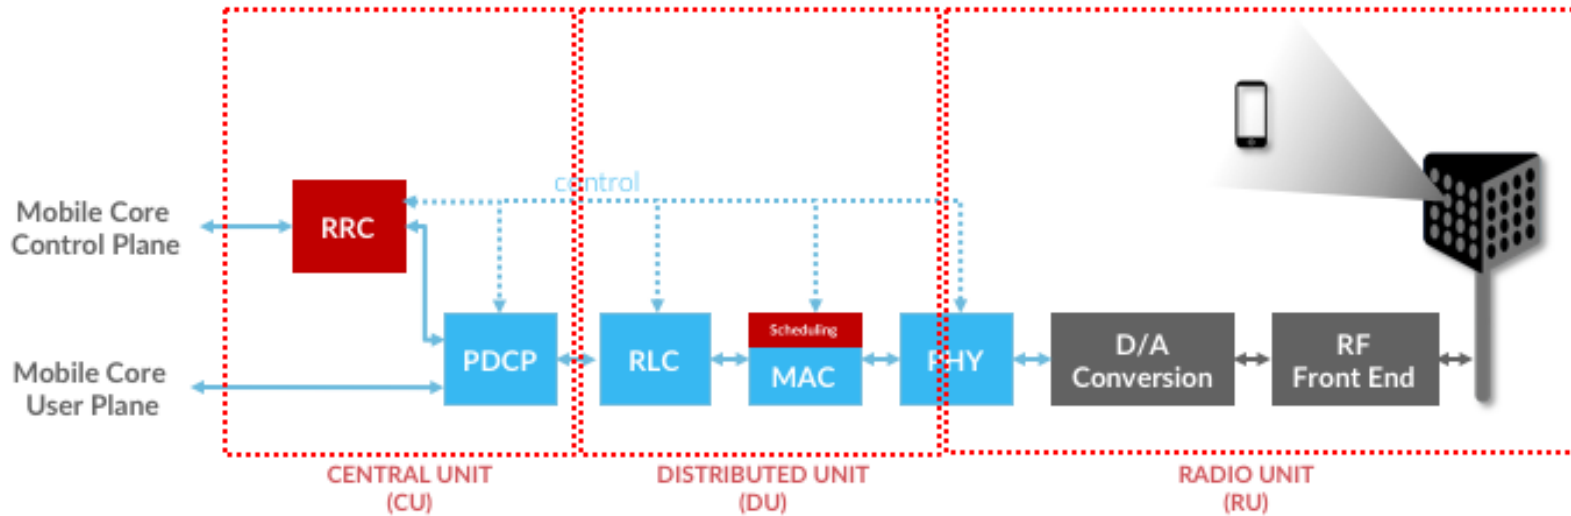 control
Mobile Core
Control Plane
RRC
Scheduling
PDCP
RLC
MAC
PHY
D/A
Conversion
RF
Front End
Mobile Core
User Plane
CENTRAL UNIT
(CU)
DISTRIBUTED UNIT
(DU)
RADIO UNIT
(RU)